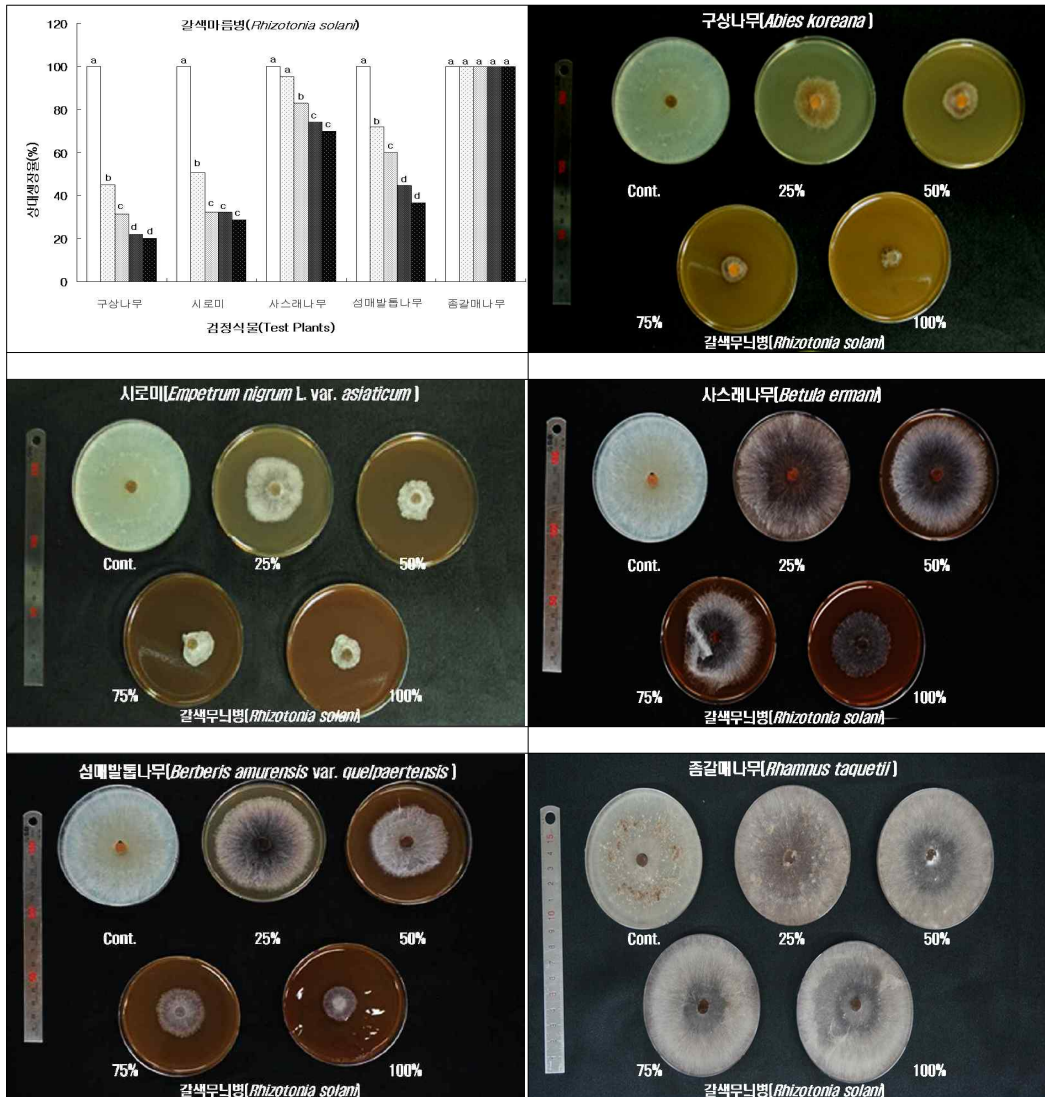 갈색마름병(Rhizotonia solani)
120
100
80
60
40
20
0
상대생장율(%)
a
b
c
d
d
a
b
c
c
c
a
a
b
c
c
a
b
c
d
d
a a a a a
구상나무 시로미 사스래나무 섬매발톱나무 좀갈매나무
검정식물(Test Plants)
구상나무(Abies koreana )
Cont. 25% 50%
75% 100%
갈색무늬병(Rhizotonia solani)
시로미(Empetrum nigrum L. var. asiaticum )
Cont. 25% 50%
75% 100%
갈색무늬병(Rhizotonia solani)
사스래나무(Betula ermani)
Cont. 25% 50%
75% 100%
갈색무늬병(Rhizotonia solani)
섬매발톱나무(Berberis amurensis var. quelpaertensis )
Cont. 25% 50%
75% 100%
갈색무늬병(Rhizotonia solani)
좀갈매나무(Rhamnus taquetii )
Cont. 25% 50%
75% 100%
갈색무늬병(Rhizotonia solani)